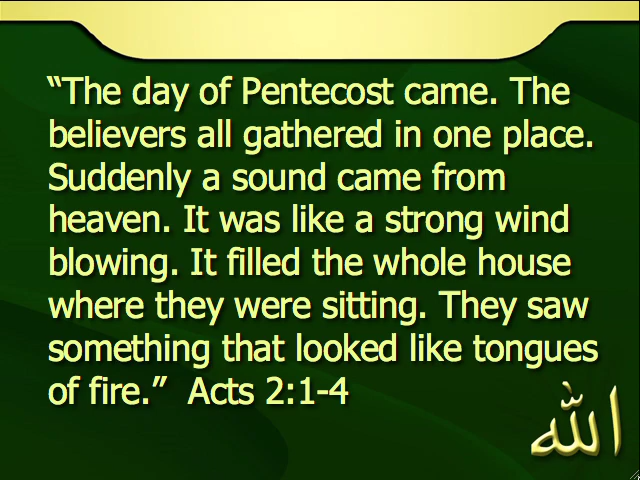 “The day of Pentecost came. The
believers all gathered in one place.
Suddenly a sound came from
heaven. It was like a strong wind
blowing. It filled the whole house
where they were sitting. They saw
something that looked like tongues
of fire.”  Acts 2:1-4
الله